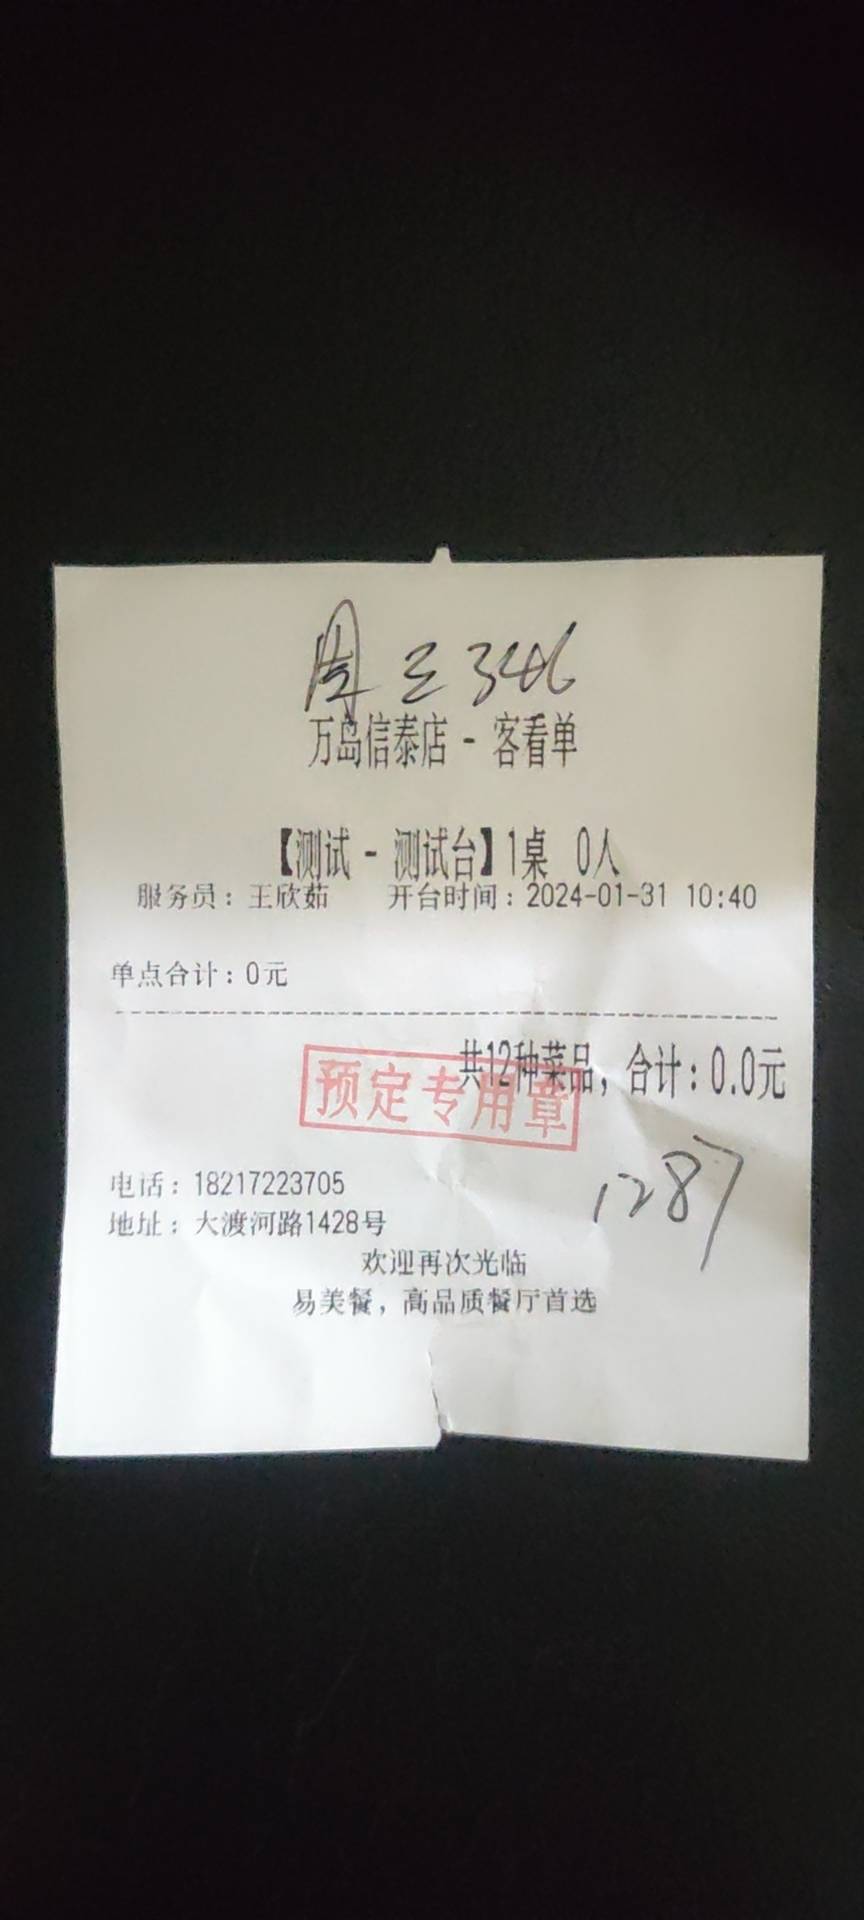 周三346
万岛信泰店 - 客看单
【测试 - 测试台】1桌 0人
服务员：王欣茹 开台时间：2024-01-31 10:40
单点合计：0元
共12种菜品，合计：0.0元
预定专用章
1287
电话：18217223705
地址：大渡河路1428号
欢迎再次光临
易美餐，高品质餐厅首选